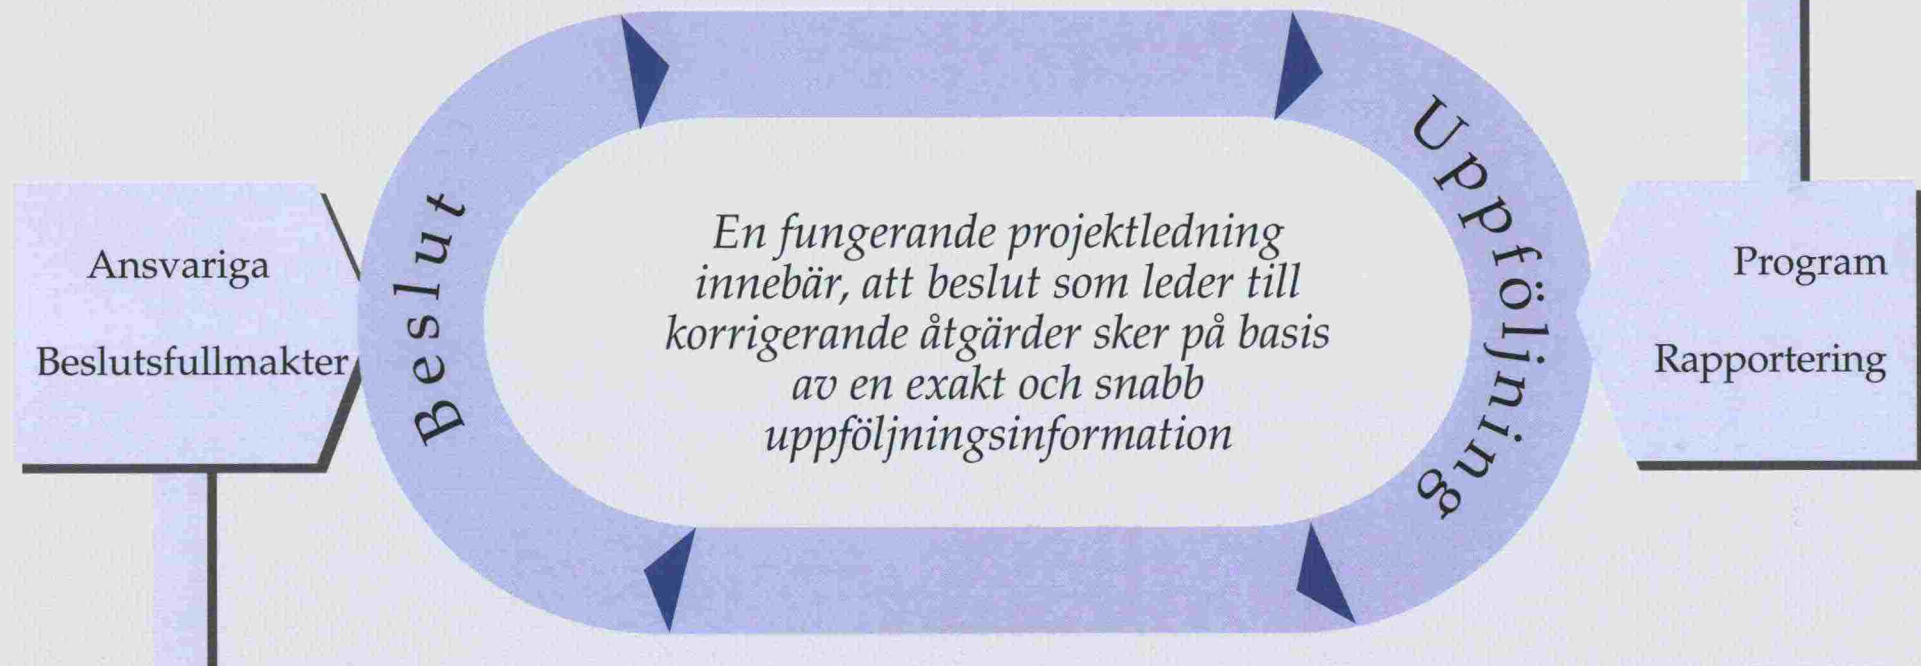 Ansvariga
Beslutsfullmakter
Beslut
En fungerande projektledning
innebär, att beslut som leder till
korrigerande åtgärder sker på basis
av en exakt och snabb
uppföljningsinformation
Uppföljning
Program
Rapportering